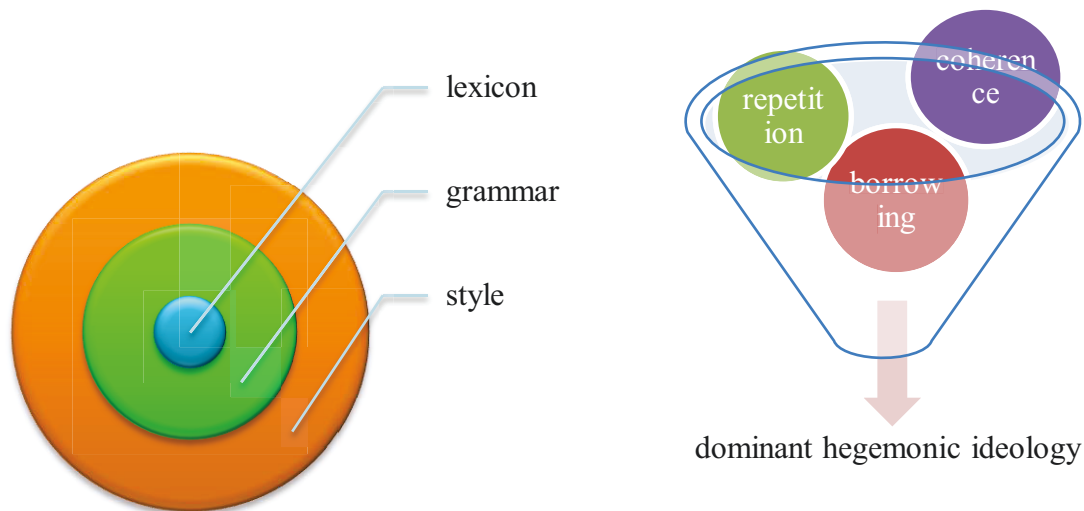 lexicon
grammar
style
repetit
ion
coheren
ce
borrow
ing
dominant hegemonic ideology